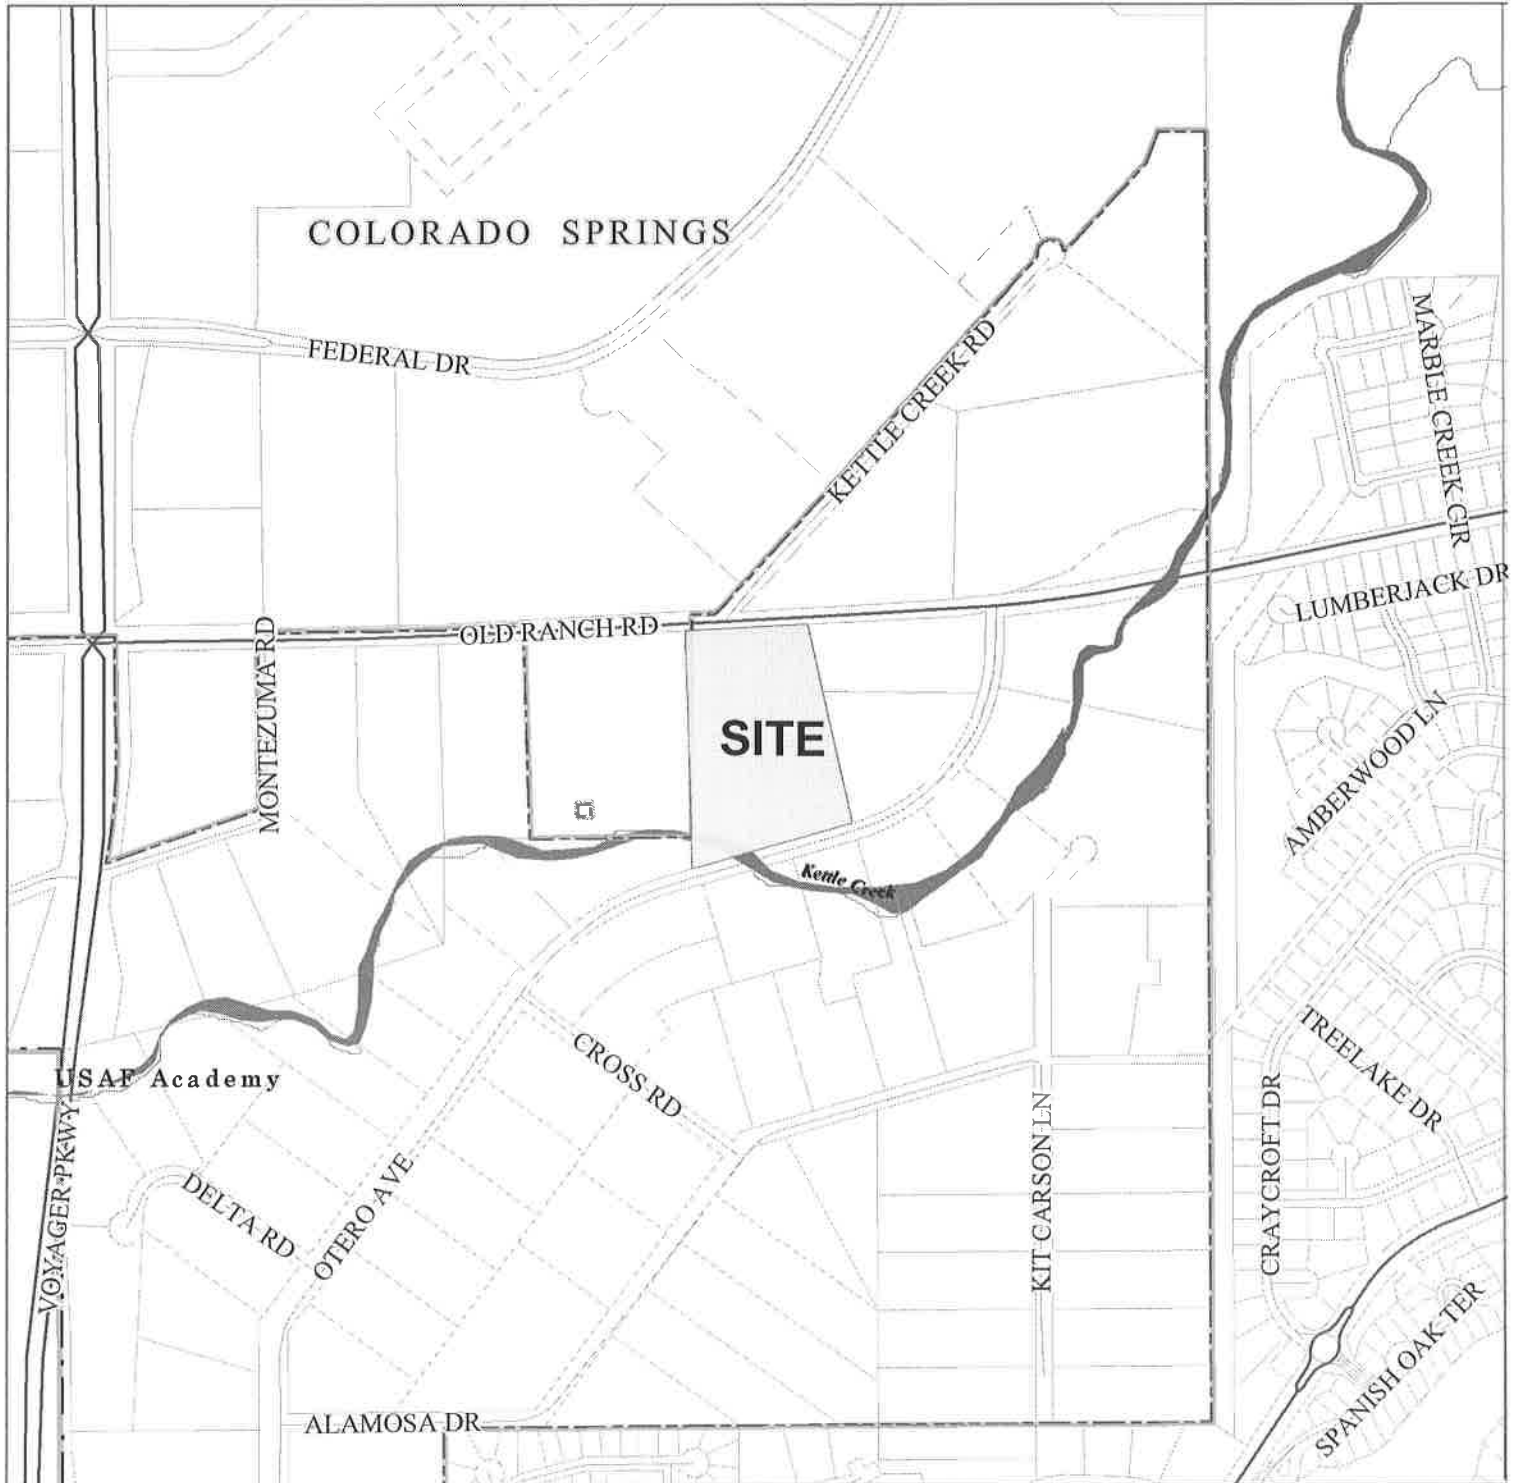 COLORADO SPRINGS
FEDERAL DR
KETTLE CREEK RD
MARBLE CREEK CIR
LUMBERJACK DR
OLD RANCH RD
MONTEZUMA RD
SITE
AMBERWOOD LN
Kettle Creek
USAF Academy
CROSS RD
TREELAKE DR
VOYAGER PKWY
DELTA RD
OTERO AVE
KIT CARSON LN
CRAYCROFT DR
SPANISH OAK TER
ALAMOSA DR